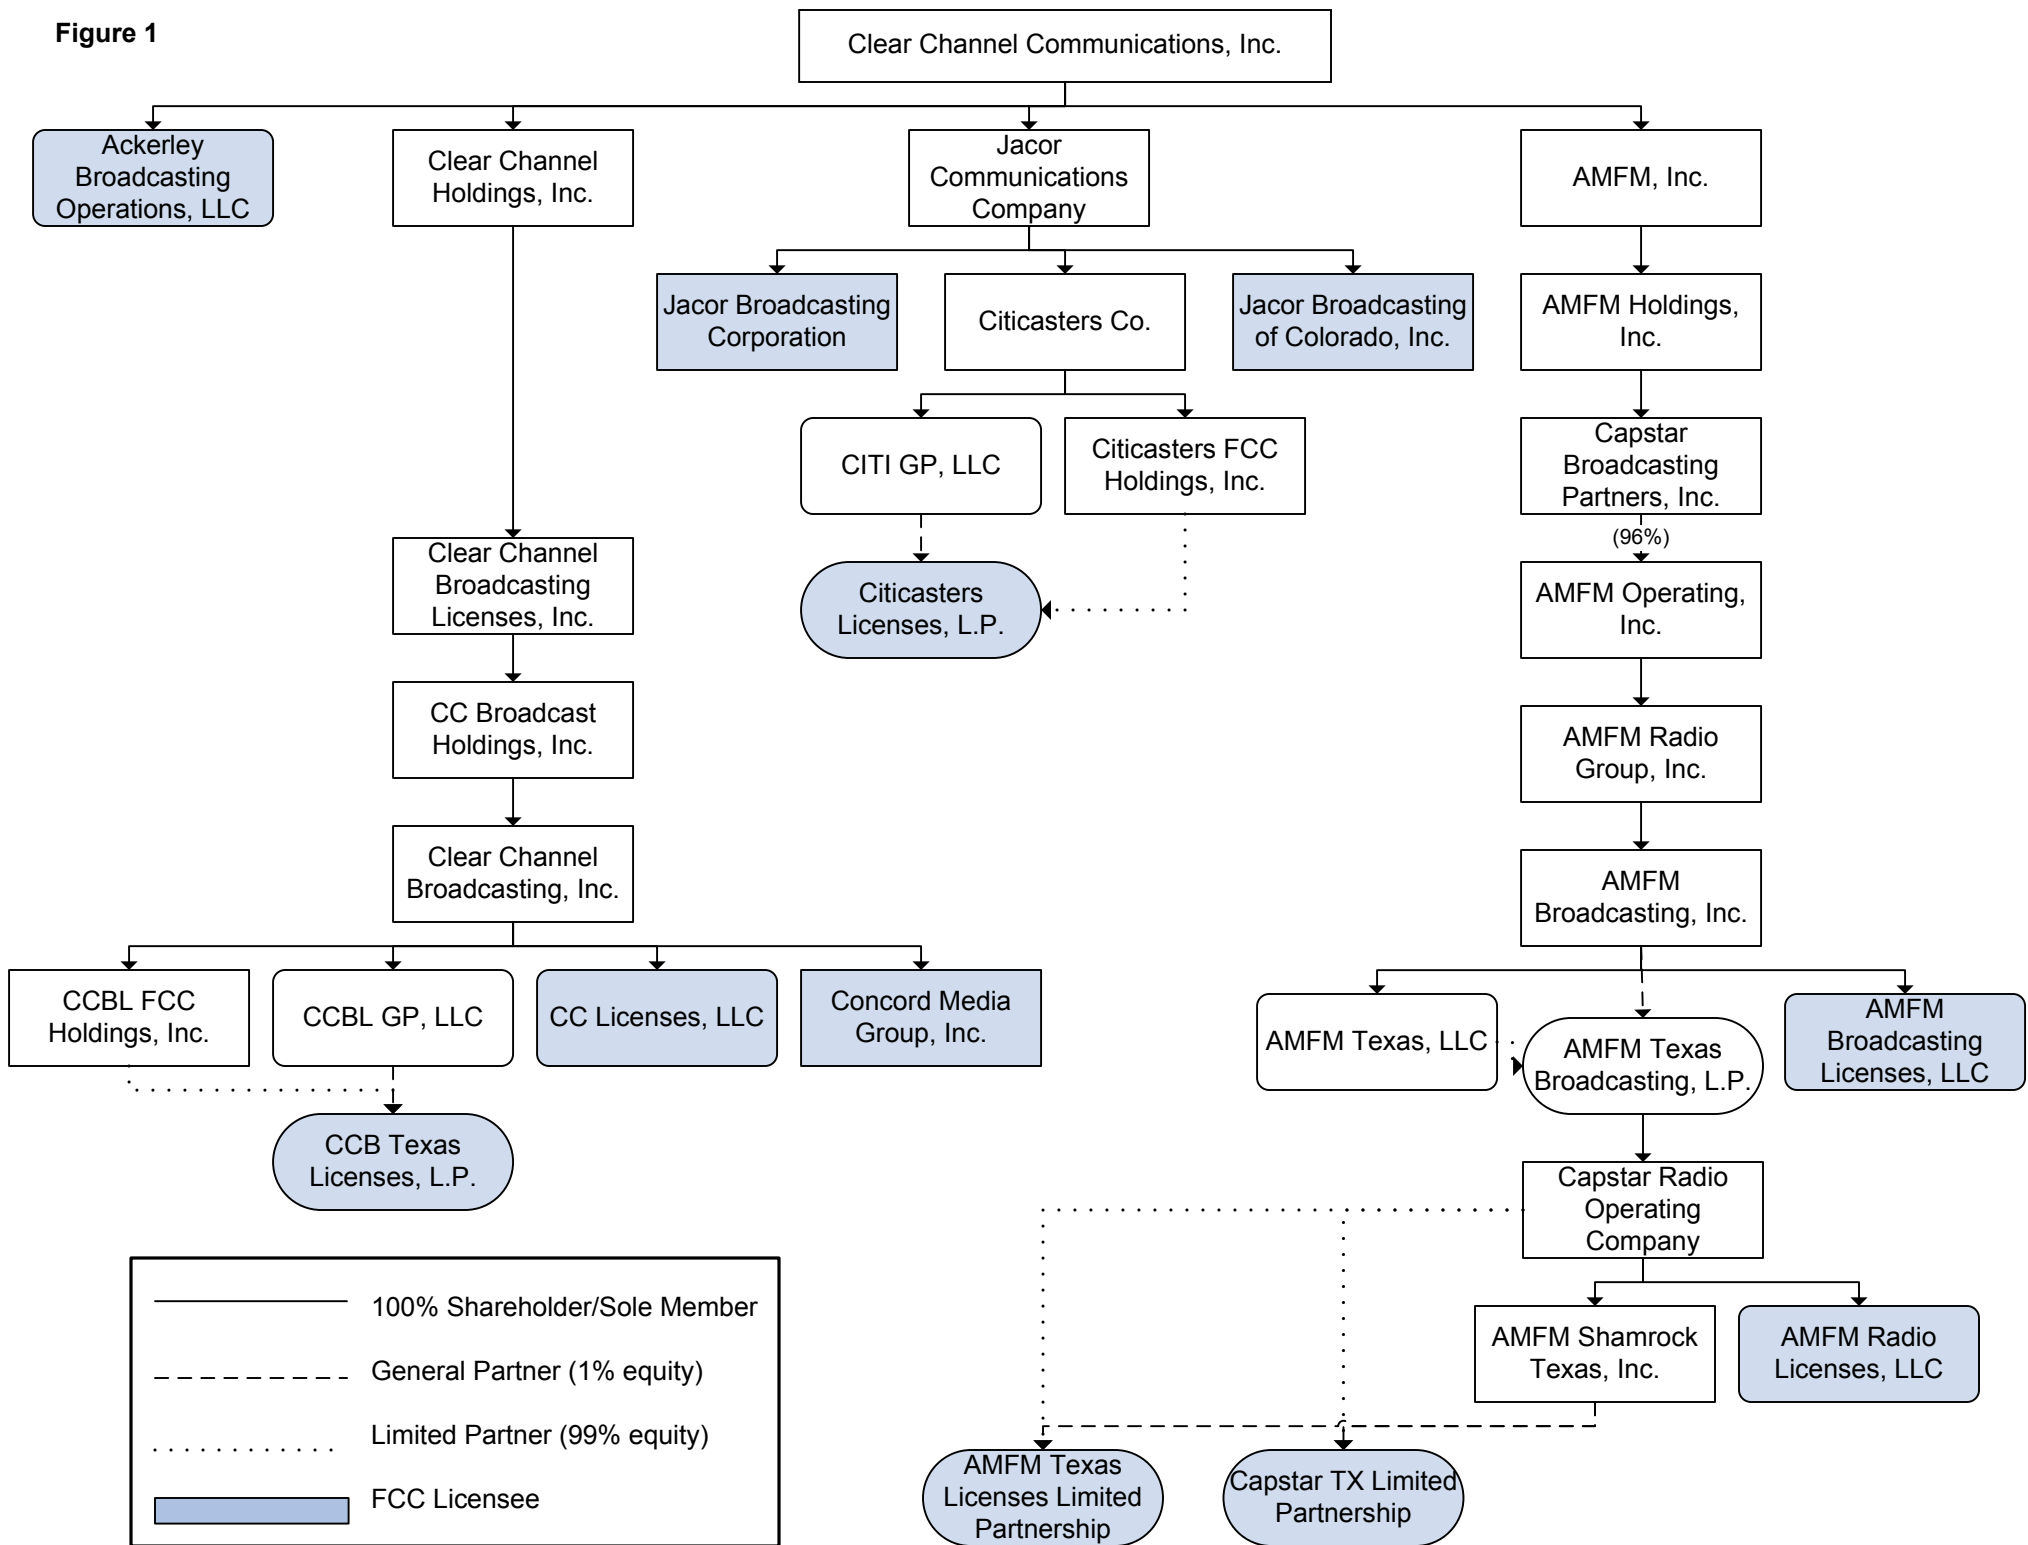 Figure 1
Clear Channel Communications, Inc.
Ackerley
Broadcasting
Operations, LLC
Clear Channel
Holdings, Inc.
Jacor
Communications
Company
AMFM, Inc.
Jacor Broadcasting
Corporation
Citicasters Co.
Jacor Broadcasting
of Colorado, Inc.
AMFM Holdings,
Inc.
CITI GP, LLC
Citicasters FCC
Holdings, Inc.
Capstar
Broadcasting
Partners, Inc.
(96%)
Clear Channel
Broadcasting
Licenses, Inc.
Citicasters
Licenses, L.P.
AMFM Operating,
Inc.
CC Broadcast
Holdings, Inc.
AMFM Radio
Group, Inc.
Clear Channel
Broadcasting, Inc.
AMFM
Broadcasting, Inc.
CCBL FCC
Holdings, Inc.
CCBL GP, LLC
CC Licenses, LLC
Concord Media
Group, Inc.
AMFM Texas, LLC
AMFM Texas
Broadcasting, L.P.
AMFM
Broadcasting
Licenses, LLC
CCB Texas
Licenses, L.P.
Capstar Radio
Operating
Company
AMFM Shamrock
Texas, Inc.
AMFM Radio
Licenses, LLC
AMFM Texas
Licenses Limited
Partnership
Capstar TX Limited
Partnership
100% Shareholder/Sole Member
General Partner (1% equity)
Limited Partner (99% equity)
FCC Licensee